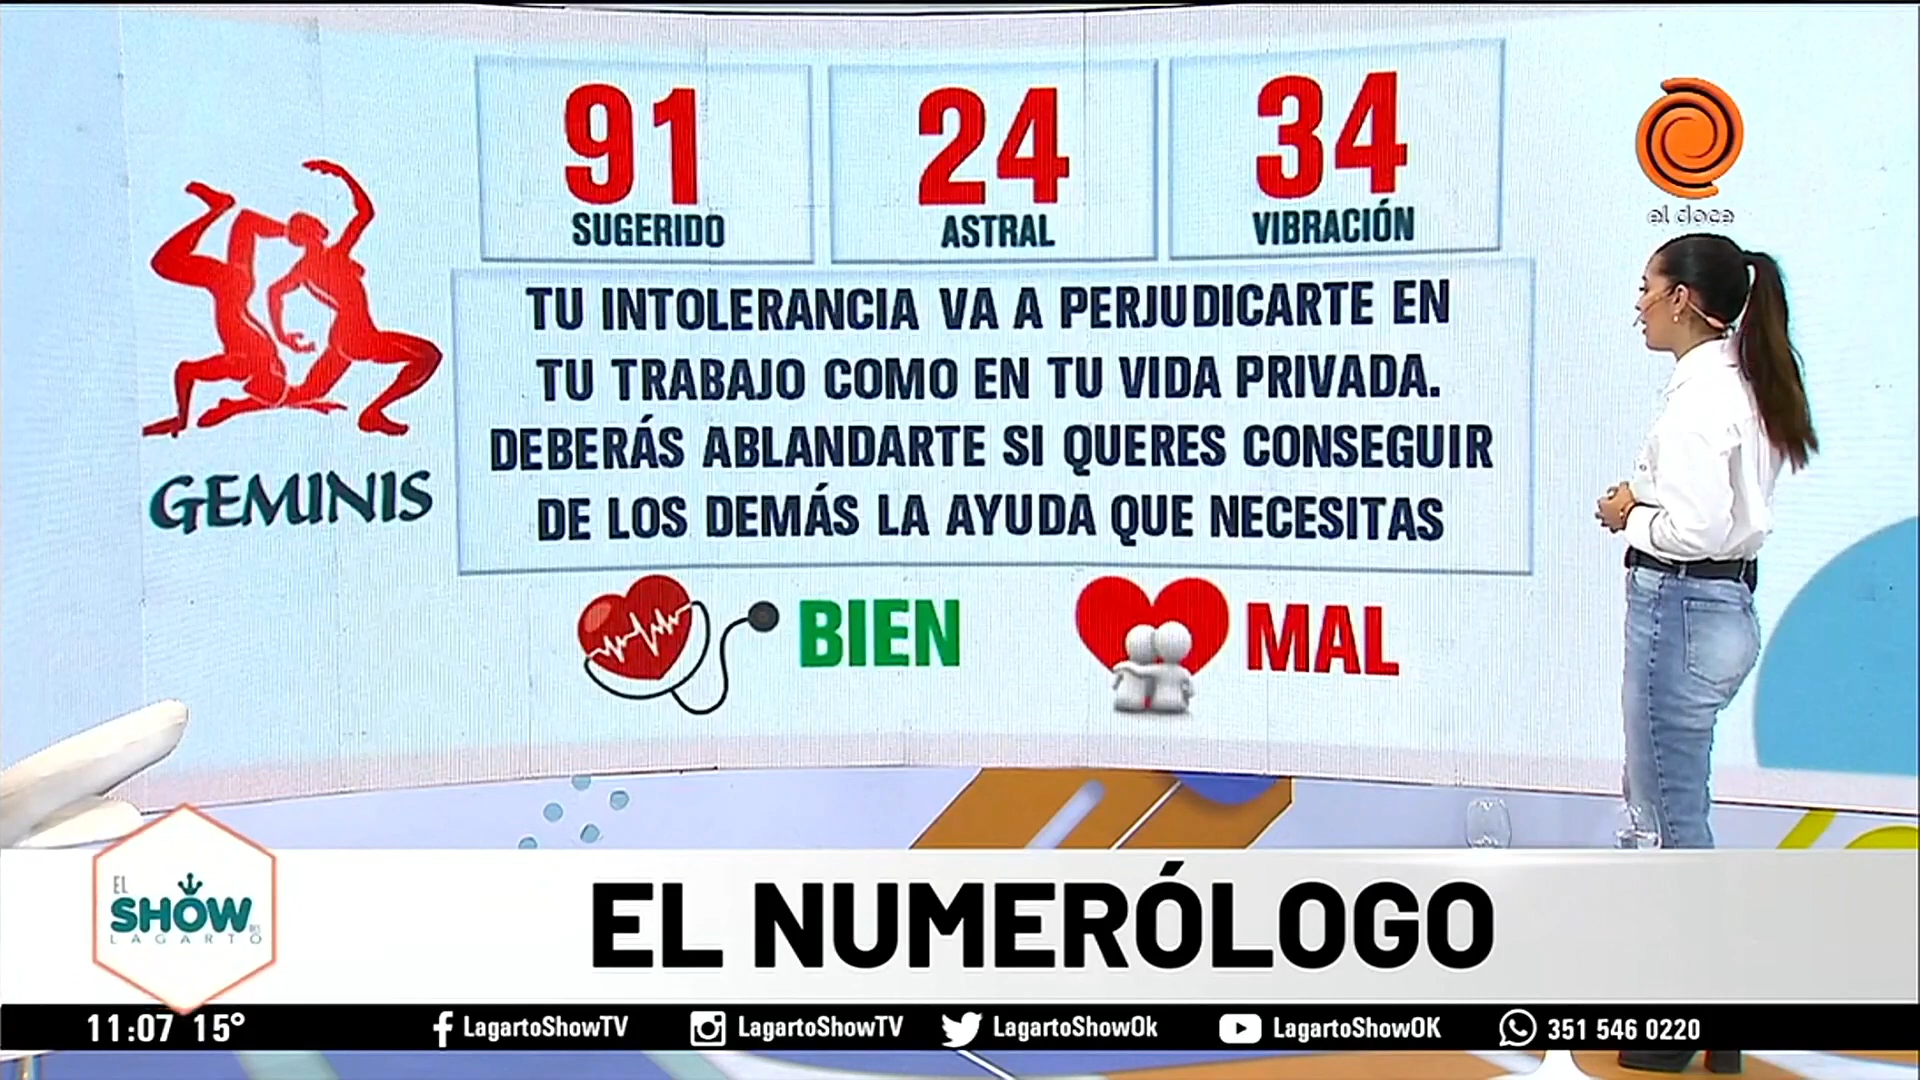 91
SUGERIDO
24
ASTRAL
34
VIBRACIÓN
el doce
GEMINIS
TU INTOLERANCIA VA A PERJUDICARTE EN
TU TRABAJO COMO EN TU VIDA PRIVADA.
DEBERÁS ABLANDARTE SI QUERES CONSEGUIR
DE LOS DEMÁS LA AYUDA QUE NECESITAS
BIEN
MAL
EL
SHOW
DEL
LAGARTO
EL NUMERÓLOGO
11:07 15°
LagartoShowTV
LagartoShowTV
LagartoShowOk
LagartoShowOK
351 546 0220